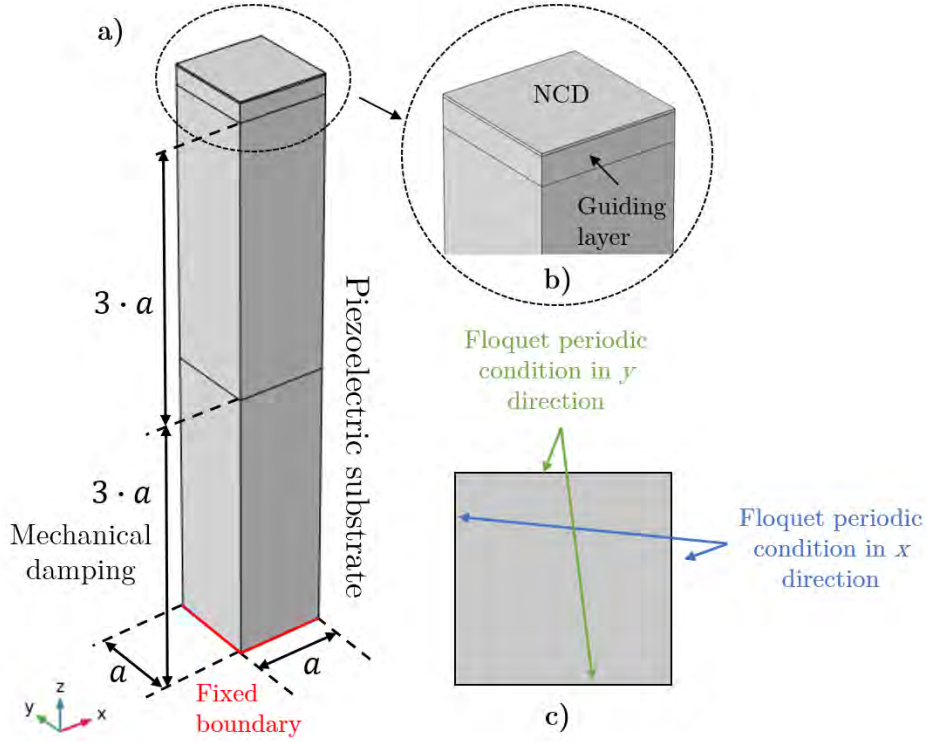 a)
NCD
Guiding
layer
b)
3 · a
Piezoelectric substrate
Floquet periodic
condition in y
direction
3 · a
Mechanical
damping
Floquet periodic
condition in x
direction
a
a
Fixed
boundary
c)
z
y
x